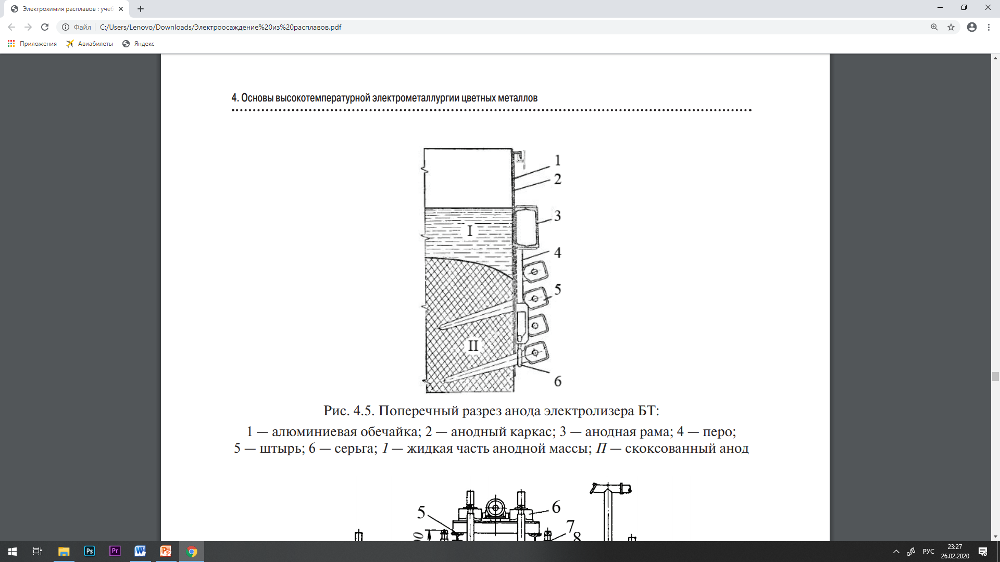 Электрохимия расплавов : учеб
Файл
C:/Users/Lenovo/Downloads/Электроосаждение%20из%20расплавов.pdf
Приложения
Авиабилеты
Яндекс
4. Основы высокотемпературной электрометаллургии цветных металлов
1
2
3
I
4
5
II
6
Рис. 4.5. Поперечный разрез анода электролизера БТ:
1 — алюминиевая обечайка; 2 — анодный каркас; 3 — анодная рама; 4 — перо;
5 — штырь; 6 — серьга; 1 — жидкая часть анодной массы; П — скоксованный анод
5
6
7
8
Ps
Pr
W
P
РУС
23:27
26.02.2020